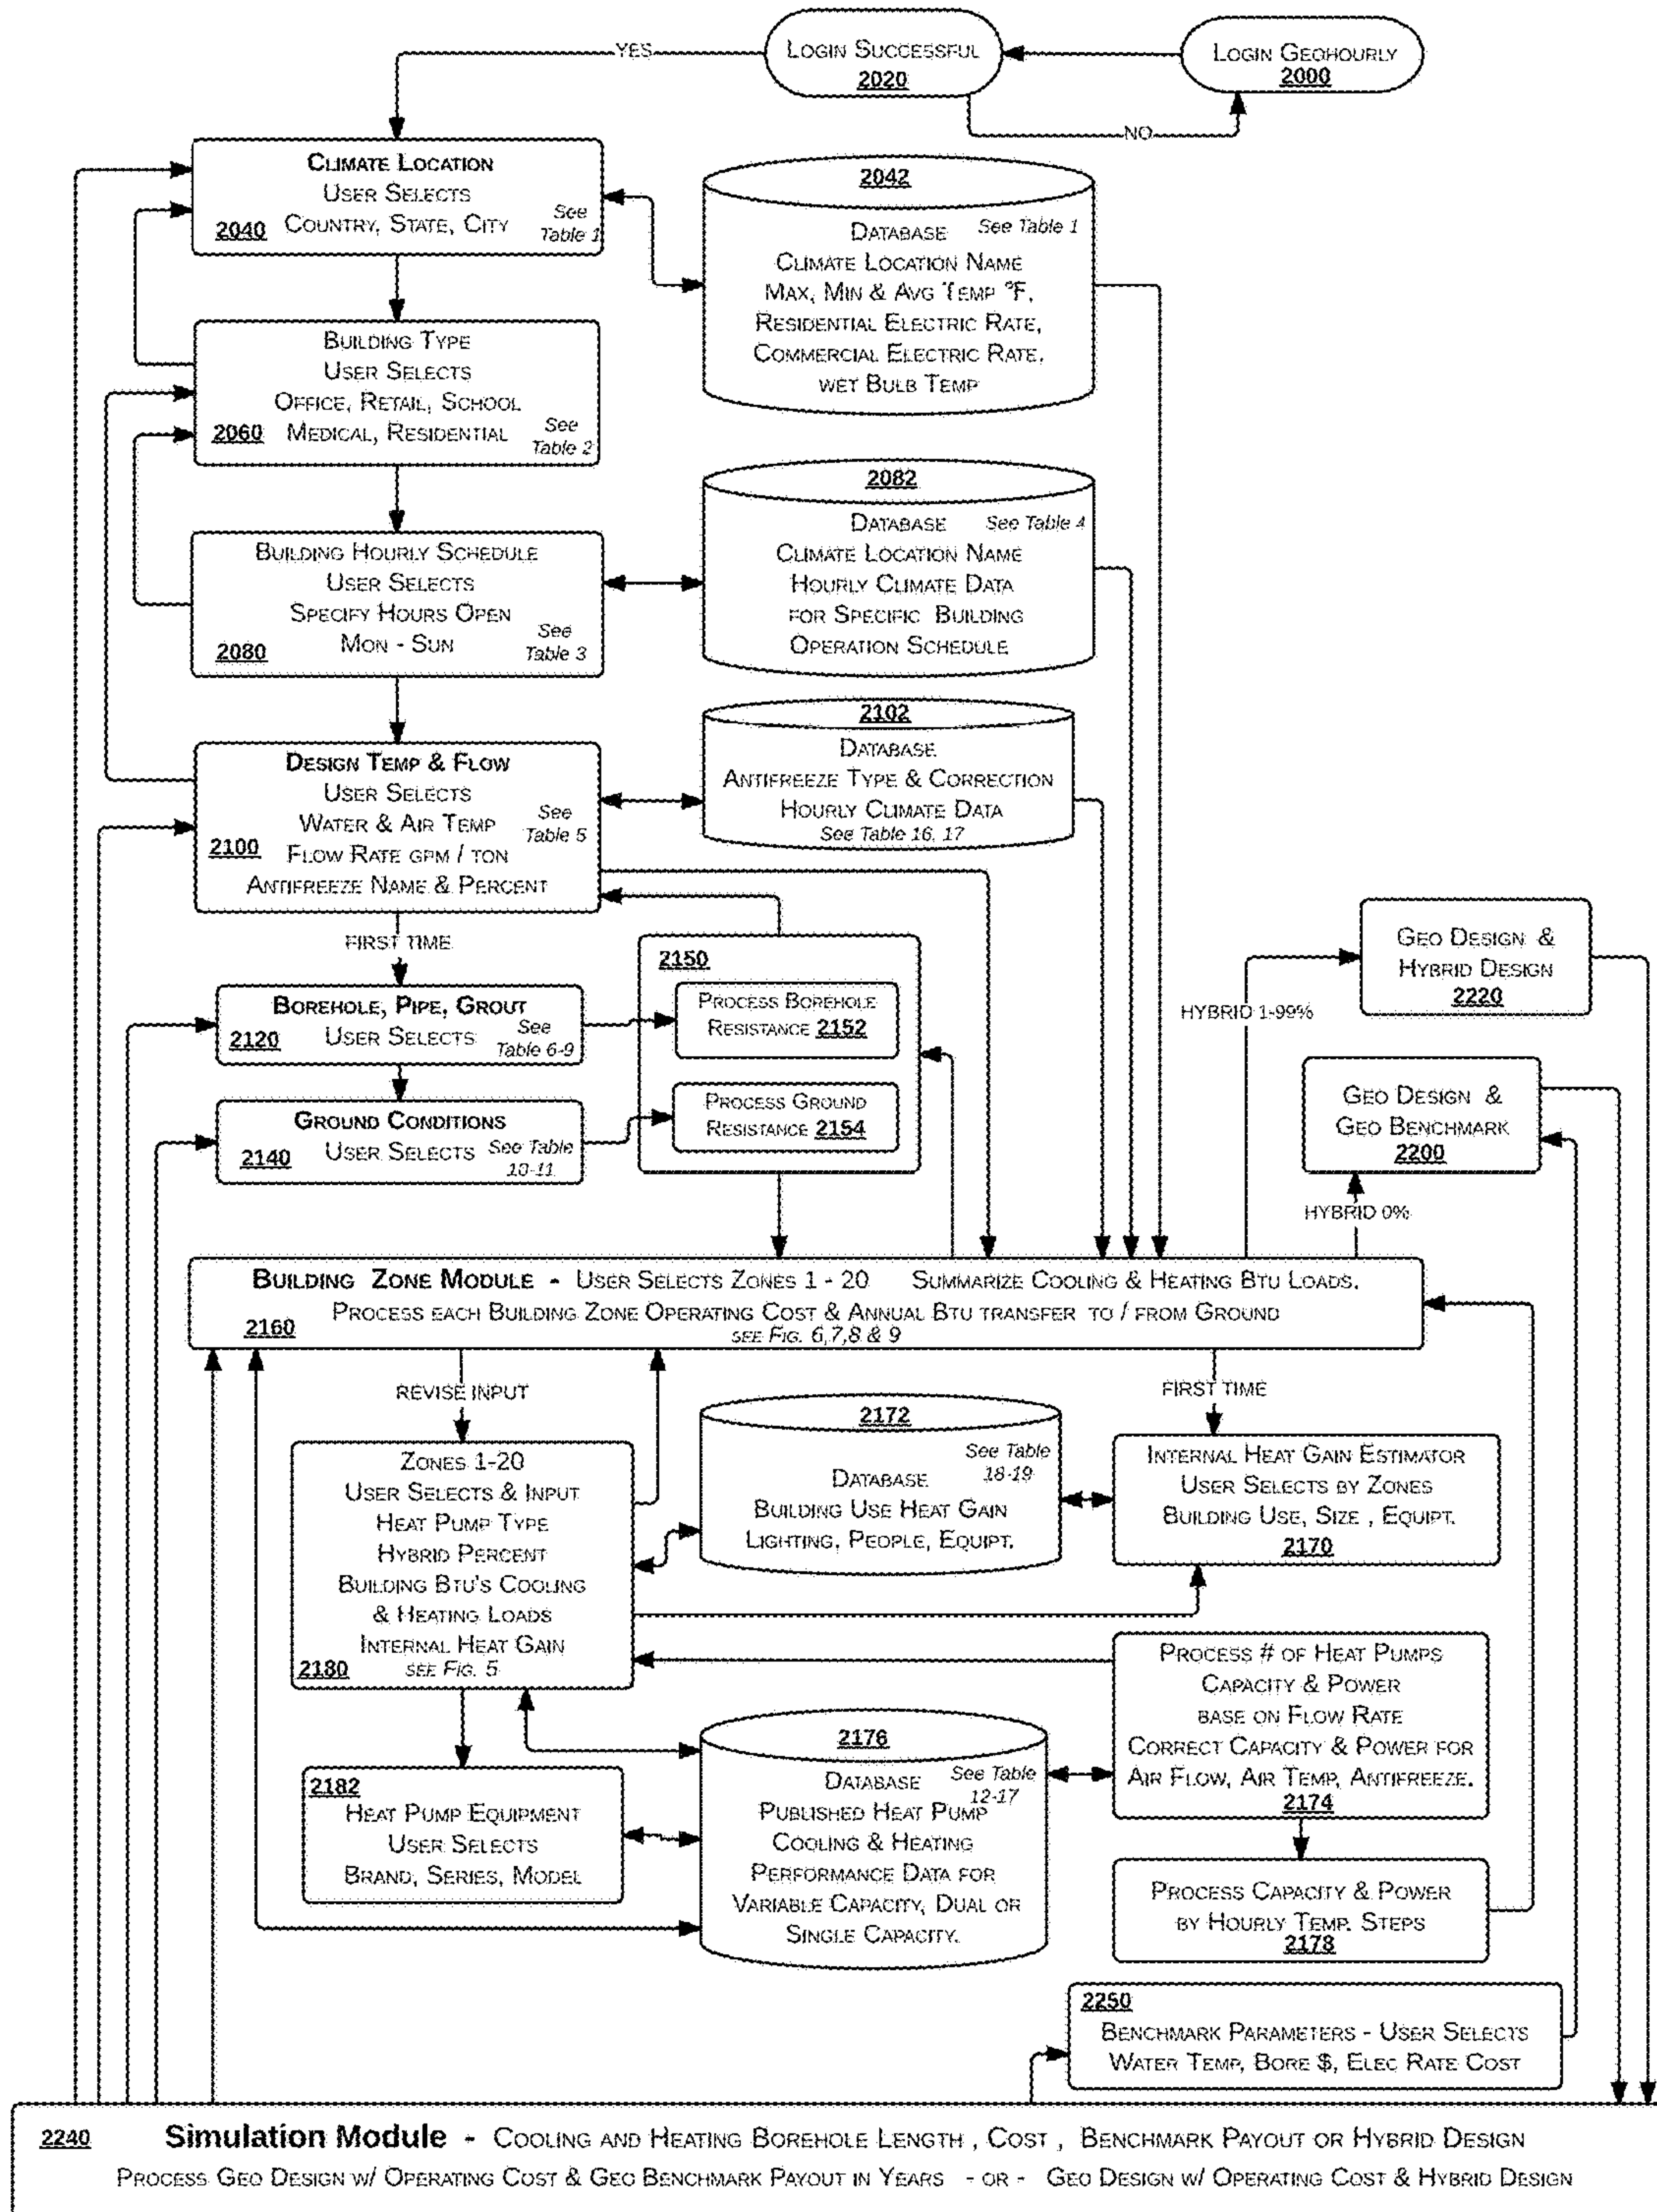 LOGIN SUCCESSFUL
2020
LOGIN GEOHOURLY
2000
YES
NO
CLIMATE LOCATION
USER SELECTS
2040 COUNTRY, STATE, CITY
See
Table 1
2042
DATABASE See Table 1
CLIMATE LOCATION NAME
MAX, MIN & AVG TEMP °F,
RESIDENTIAL ELECTRIC RATE,
COMMERCIAL ELECTRIC RATE,
WET BULB TEMP
BUILDING TYPE
USER SELECTS
OFFICE, RETAIL, SCHOOL
2060 MEDICAL, RESIDENTIAL
See
Table 2
2082
DATABASE See Table 4
CLIMATE LOCATION NAME
HOURLY CLIMATE DATA
FOR SPECIFIC BUILDING
OPERATION SCHEDULE
BUILDING HOURLY SCHEDULE
USER SELECTS
SPECIFY HOURS OPEN
2080 MON - SUN
See
Table 3
2102
DATABASE
ANTIFREEZE TYPE & CORRECTION
HOURLY CLIMATE DATA
See Table 16, 17
DESIGN TEMP & FLOW
USER SELECTS
WATER & AIR TEMP
See
Table 5
2100 FLOW RATE GPM / TON
ANTIFREEZE NAME & PERCENT
FIRST TIME
BOREHOLE, PIPE, GROUT
2120 USER SELECTS
See
Table 6-9
GROUND CONDITIONS
2140 USER SELECTS
See Table
10-11
2150
PROCESS BOREHOLE
RESISTANCE 2152
PROCESS GROUND
RESISTANCE 2154
HYBRID 1-99%
GEO DESIGN &
HYBRID DESIGN
2220
GEO DESIGN &
GEO BENCHMARK
2200
HYBRID 0%
BUILDING ZONE MODULE - USER SELECTS ZONES 1 - 20 SUMMARIZE COOLING & HEATING BTU LOADS.
PROCESS EACH BUILDING ZONE OPERATING COST & ANNUAL BTU TRANSFER TO / FROM GROUND
2160
SEE FIG. 6,7,8 & 9
REVISE INPUT
FIRST TIME
ZONES 1-20
USER SELECTS & INPUT
HEAT PUMP TYPE
HYBRID PERCENT
BUILDING BTU'S COOLING
& HEATING LOADS
INTERNAL HEAT GAIN
2180 SEE FIG. 5
2172
See Table
18-19
DATABASE
BUILDING USE HEAT GAIN
LIGHTING, PEOPLE, EQUIPT.
INTERNAL HEAT GAIN ESTIMATOR
USER SELECTS BY ZONES
BUILDING USE, SIZE , EQUIPT.
2170
PROCESS # OF HEAT PUMPS
CAPACITY & POWER
BASE ON FLOW RATE
CORRECT CAPACITY & POWER FOR
AIR FLOW, AIR TEMP, ANTIFREEZE.
2174
2182
HEAT PUMP EQUIPMENT
USER SELECTS
BRAND, SERIES, MODEL
2176
DATABASE See Table
12-17
PUBLISHED HEAT PUMP
COOLING & HEATING
PERFORMANCE DATA FOR
VARIABLE CAPACITY, DUAL OR
SINGLE CAPACITY.
PROCESS CAPACITY & POWER
BY HOURLY TEMP. STEPS
2178
2250
BENCHMARK PARAMETERS - USER SELECTS
WATER TEMP, BORE $, ELEC RATE COST
2240 Simulation Module - COOLING AND HEATING BOREHOLE LENGTH , COST , BENCHMARK PAYOUT OR HYBRID DESIGN
PROCESS GEO DESIGN W/ OPERATING COST & GEO BENCHMARK PAYOUT IN YEARS - OR - GEO DESIGN W/ OPERATING COST & HYBRID DESIGN